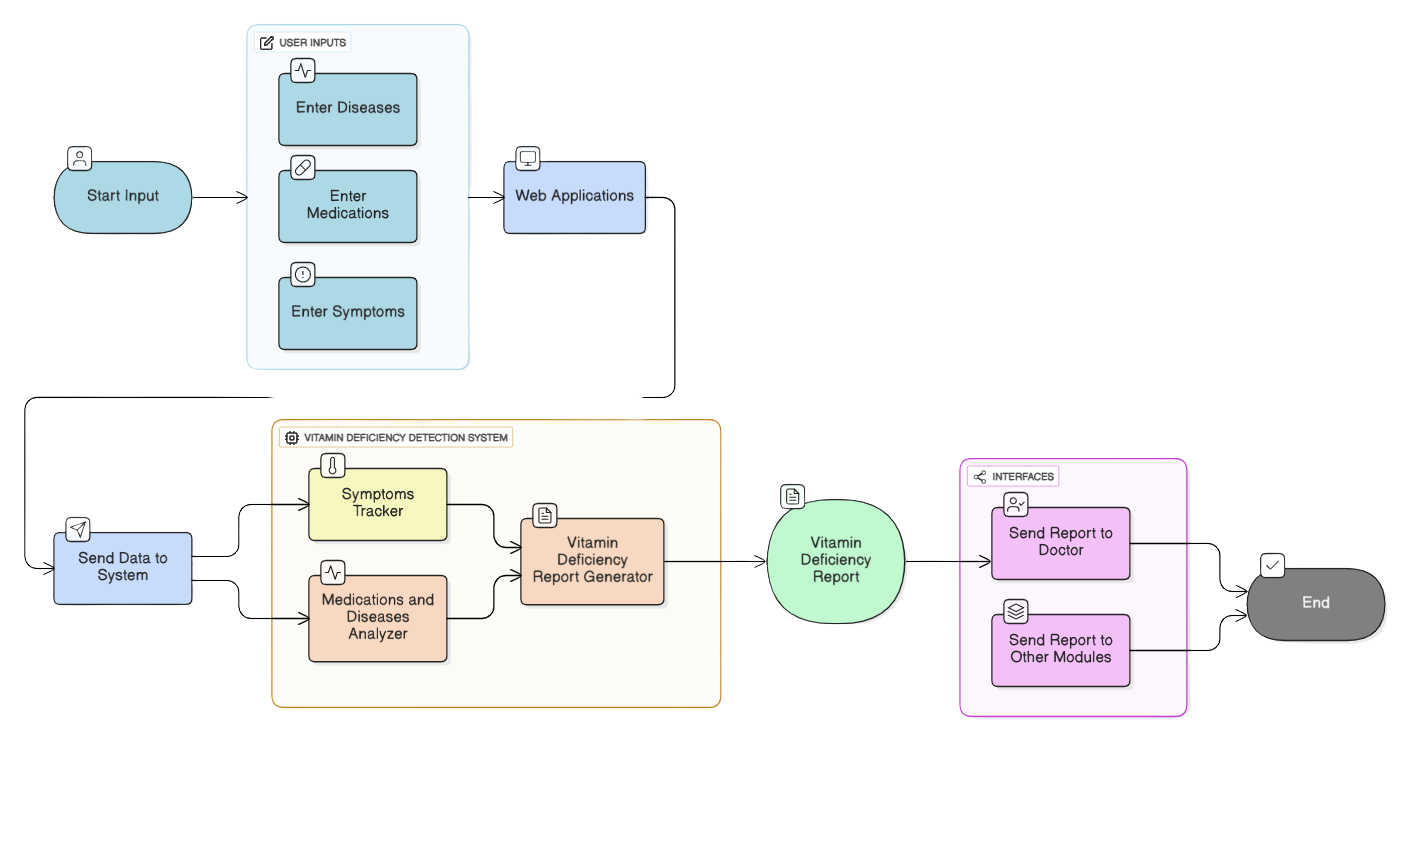 USER INPUTS
Enter Diseases
Start Input
Enter
Medications
Web Applications
Enter Symptoms
VITAMIN DEFICIENCY DETECTION SYSTEM
Symptoms
Tracker
Send Data to
System
Medications and
Diseases
Analyzer
Vitamin
Deficiency
Report Generator
Vitamin
Deficiency
Report
INTERFACES
Send Report to
Doctor
Send Report to
Other Modules
End